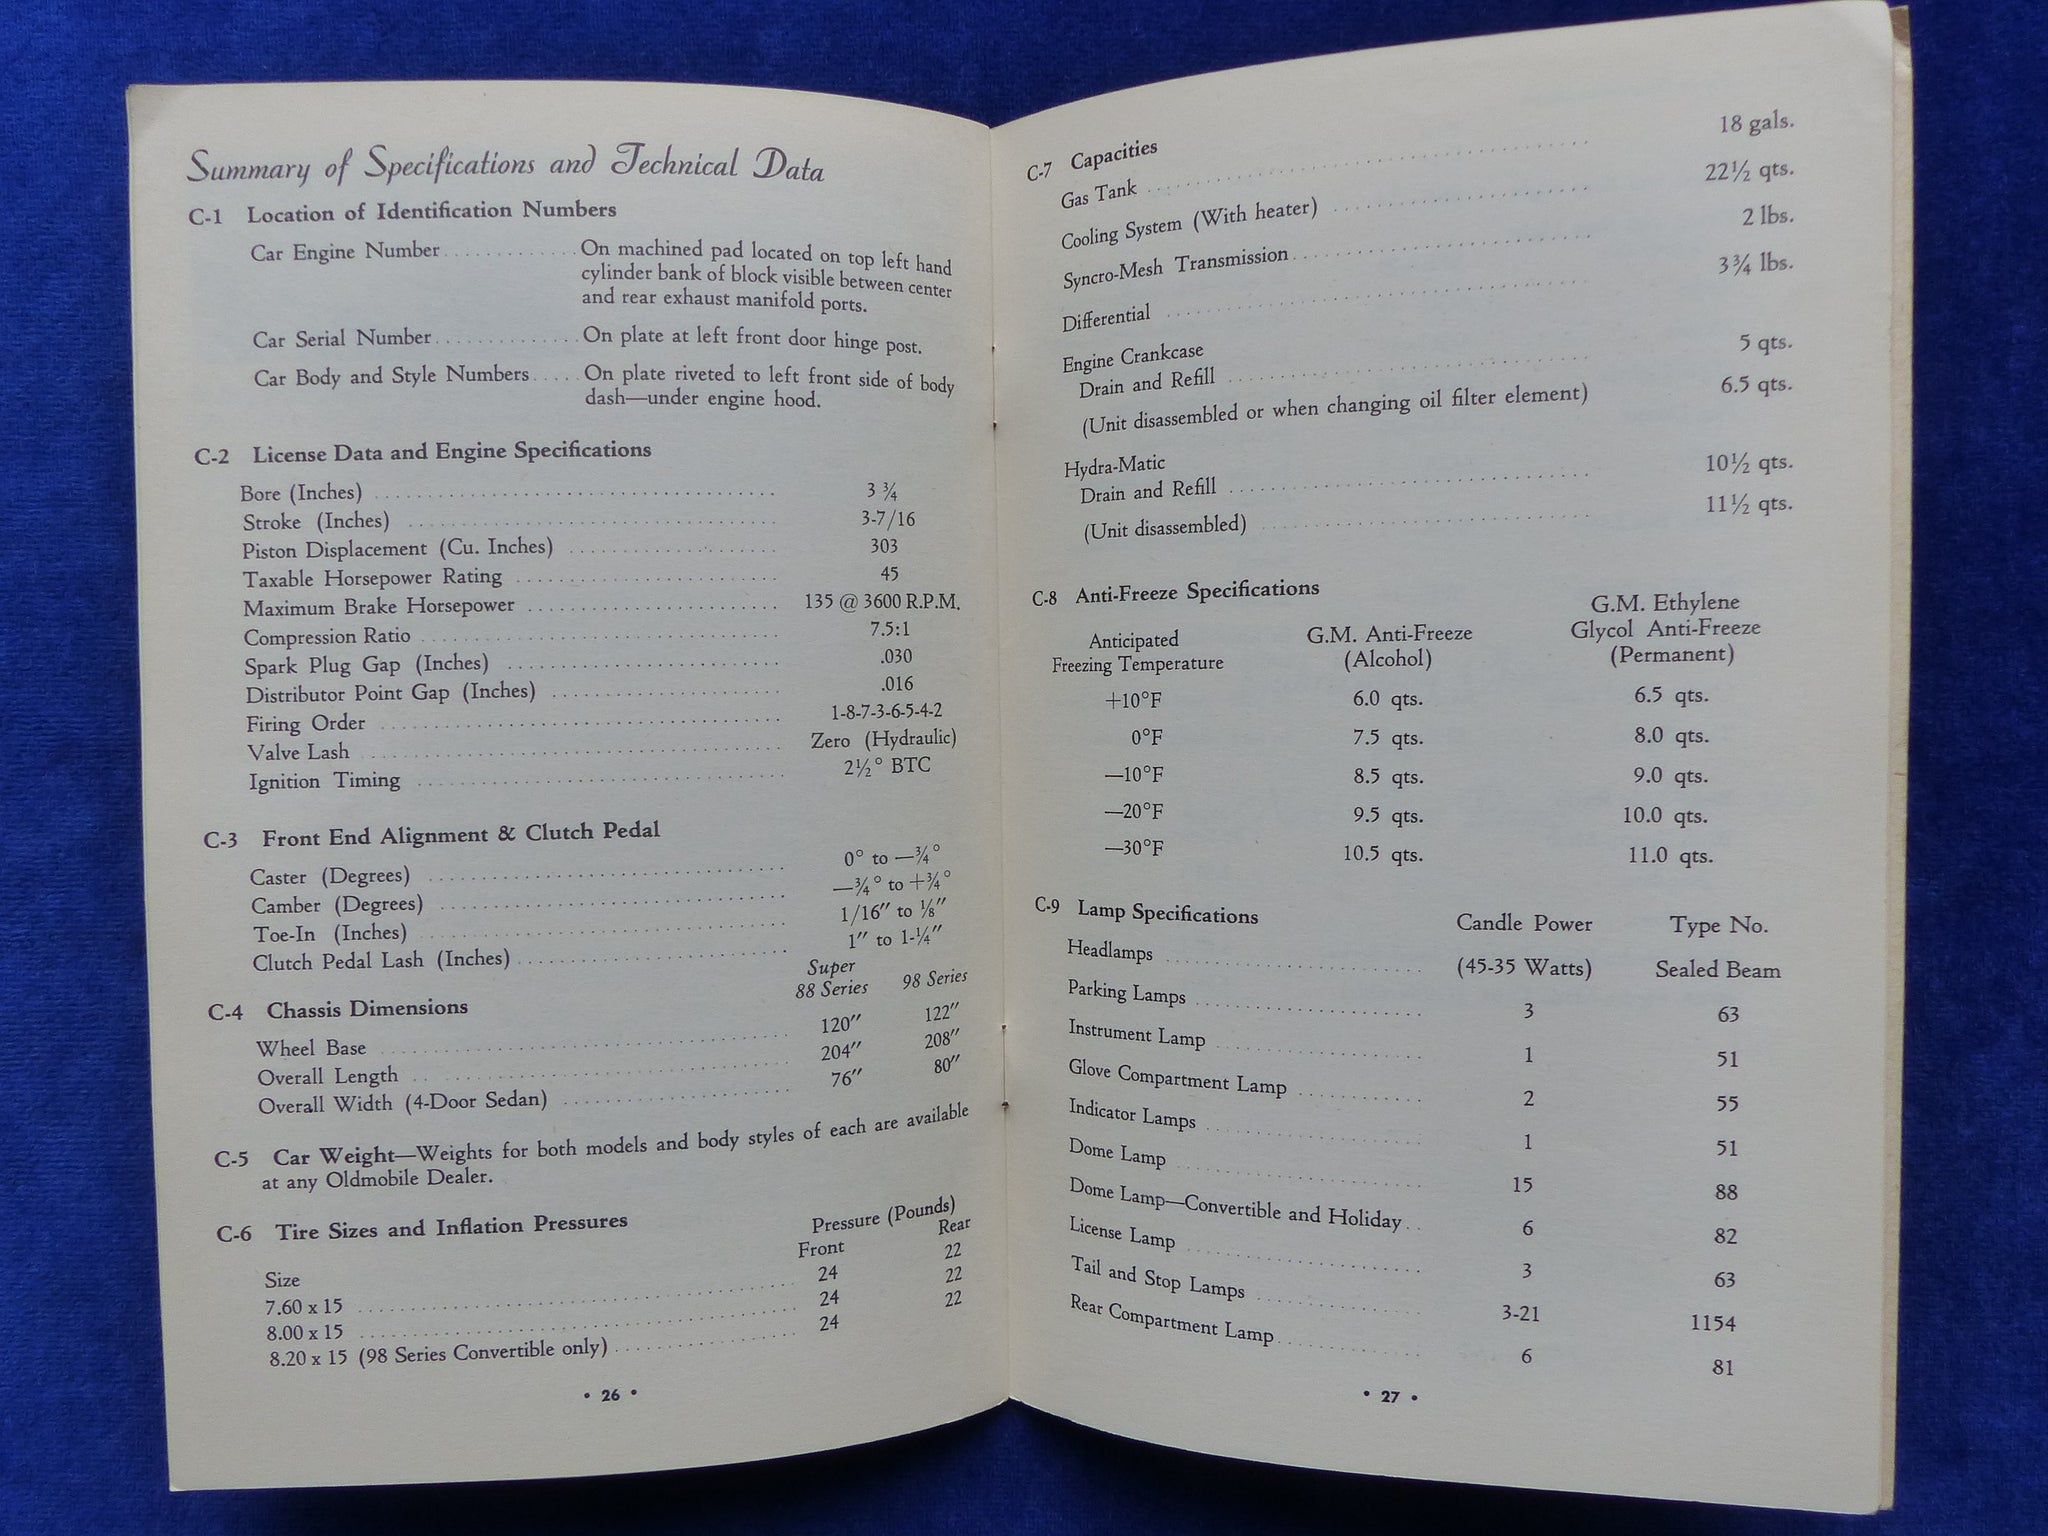 Summary of Specifications and Technical Data
C-1 Location of Identification Numbers
Car Engine Number . . . . . . . . . . . . On machined pad located on top left hand
cylinder bank of block visible between center
and rear exhaust manifold ports.
Car Serial Number . . . . . . . . . . . . . On plate at left front door hinge post.
Car Body and Style Numbers . . . . . On plate riveted to left front side of body
dash—under engine hood.
C-2 License Data and Engine Specifications
Bore (Inches) . . . . . . . . . . 3 ¾
Stroke (Inches) . . . . . . . . . . 3-7/16
Piston Displacement (Cu. Inches) . . . . . . . . . . 303
Taxable Horsepower Rating . . . . . . . . . . 45
Maximum Brake Horsepower . . . . . . . . . . 135 @ 3600 R.P.M.
Compression Ratio . . . . . . . . . . 7.5:1
Spark Plug Gap (Inches) . . . . . . . . . . .030
Distributor Point Gap (Inches) . . . . . . . . . . .016
Firing Order . . . . . . . . . . 1-8-7-3-6-5-4-2
Valve Lash . . . . . . . . . . Zero (Hydraulic)
Ignition Timing . . . . . . . . . . 2½° BTC
C-3 Front End Alignment & Clutch Pedal
Caster (Degrees) . . . . . . . . . . 0° to —¾°
Camber (Degrees) . . . . . . . . . . —¾° to +¾°
Toe-In (Inches) . . . . . . . . . . 1/16″ to ⅛″
Clutch Pedal Lash (Inches) . . . . . . . . . . 1″ to 1-¼″
Super
88 Series 98 Series
C-4 Chassis Dimensions
Wheel Base . . . . . . . . . . 120″ 122″
Overall Length . . . . . . . . . . 204″ 208″
Overall Width (4-Door Sedan) . . . . . . . . . . 76″ 80″
C-5 Car Weight—Weights for both models and body styles of each are available
at any Oldmobile Dealer.
C-6 Tire Sizes and Inflation Pressures Pressure (Pounds)
Size Front Rear
7.60 x 15 . . . . . . . . . . 24 22
8.00 x 15 . . . . . . . . . . 24 22
8.20 x 15 (98 Series Convertible only) . . . . . . . . . . 24 22
• 26 •
C-7 Capacities
Gas Tank . . . . . . . . . . 18 gals.
Cooling System (With heater) . . . . . . . . . . 22½ qts.
Syncro-Mesh Transmission . . . . . . . . . . 2 lbs.
Differential . . . . . . . . . . 3¾ lbs.
Engine Crankcase
Drain and Refill . . . . . . . . . . 5 qts.
(Unit disassembled or when changing oil filter element) 6.5 qts.
Hydra-Matic
Drain and Refill . . . . . . . . . . 10½ qts.
(Unit disassembled) . . . . . . . . . . 11½ qts.
C-8 Anti-Freeze Specifications
Anticipated G.M. Anti-Freeze G.M. Ethylene
Freezing Temperature (Alcohol) Glycol Anti-Freeze
(Permanent)
+10°F 6.0 qts. 6.5 qts.
0°F 7.5 qts. 8.0 qts.
—10°F 8.5 qts. 9.0 qts.
—20°F 9.5 qts. 10.0 qts.
—30°F 10.5 qts. 11.0 qts.
C-9 Lamp Specifications Candle Power Type No.
Headlamps . . . . . . . . . . (45-35 Watts) Sealed Beam
Parking Lamps . . . . . . . . . . 3 63
Instrument Lamp . . . . . . . . . . 1 51
Glove Compartment Lamp . . . . . . . . . . 2 55
Indicator Lamps . . . . . . . . . . 1 51
Dome Lamp . . . . . . . . . . 15 88
Dome Lamp—Convertible and Holiday . . 6 82
License Lamp . . . . . . . . . . 3 63
Tail and Stop Lamps . . . . . . . . . . 3-21 1154
Rear Compartment Lamp . . . . . . . . . . 6 81
• 27 •